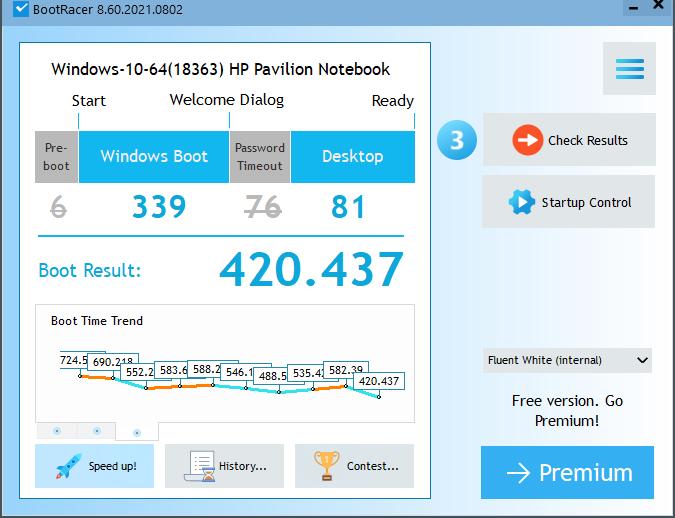 BootRacer 8.60.2021.0802
Windows-10-64(18363) HP Pavilion Notebook
Start
Welcome Dialog
Ready
Pre-
boot
Windows Boot
Password
Timeout
Desktop
6
339
76
81
Boot Result:
420.437
Boot Time Trend
724.5
690.218
552.2
583.6
588.2
546.1
488.5
535.4
582.39
420.437
Speed up!
History...
Contest...
3
Check Results
Startup Control
Fluent White (internal)
Free version. Go
Premium!
Premium